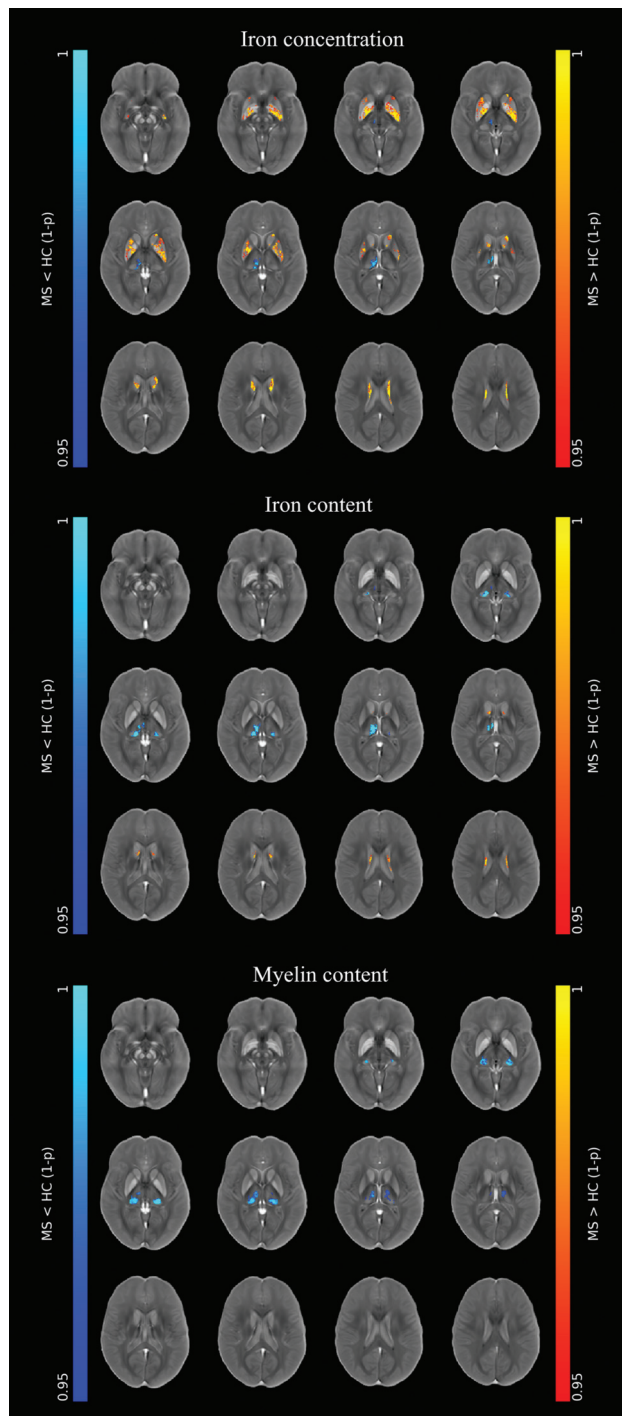 Iron concentration
1
MS < HC (1-p)
0.95
1
MS > HC (1-p)
0.95
Iron content
1
MS < HC (1-p)
0.95
1
MS > HC (1-p)
0.95
Myelin content
1
MS < HC (1-p)
0.95
1
MS > HC (1-p)
0.95